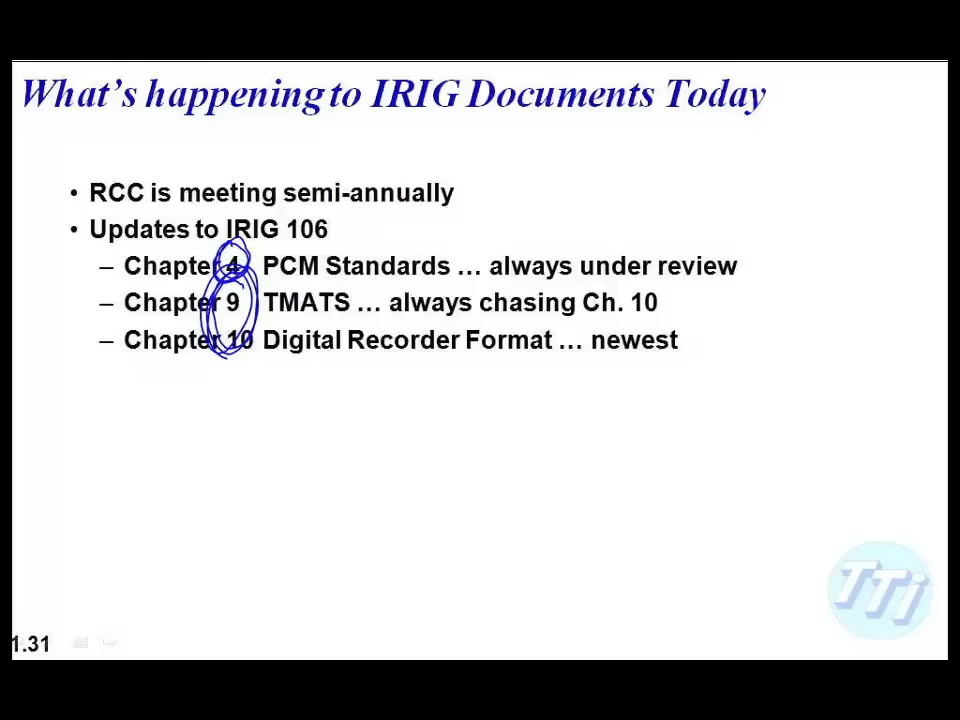 What's happening to IRIG Documents Today
• RCC is meeting semi-annually
• Updates to IRIG 106
– Chapter 4 PCM Standards … always under review
– Chapter 9 TMATS … always chasing Ch. 10
– Chapter 10 Digital Recorder Format … newest
TTi
1.31